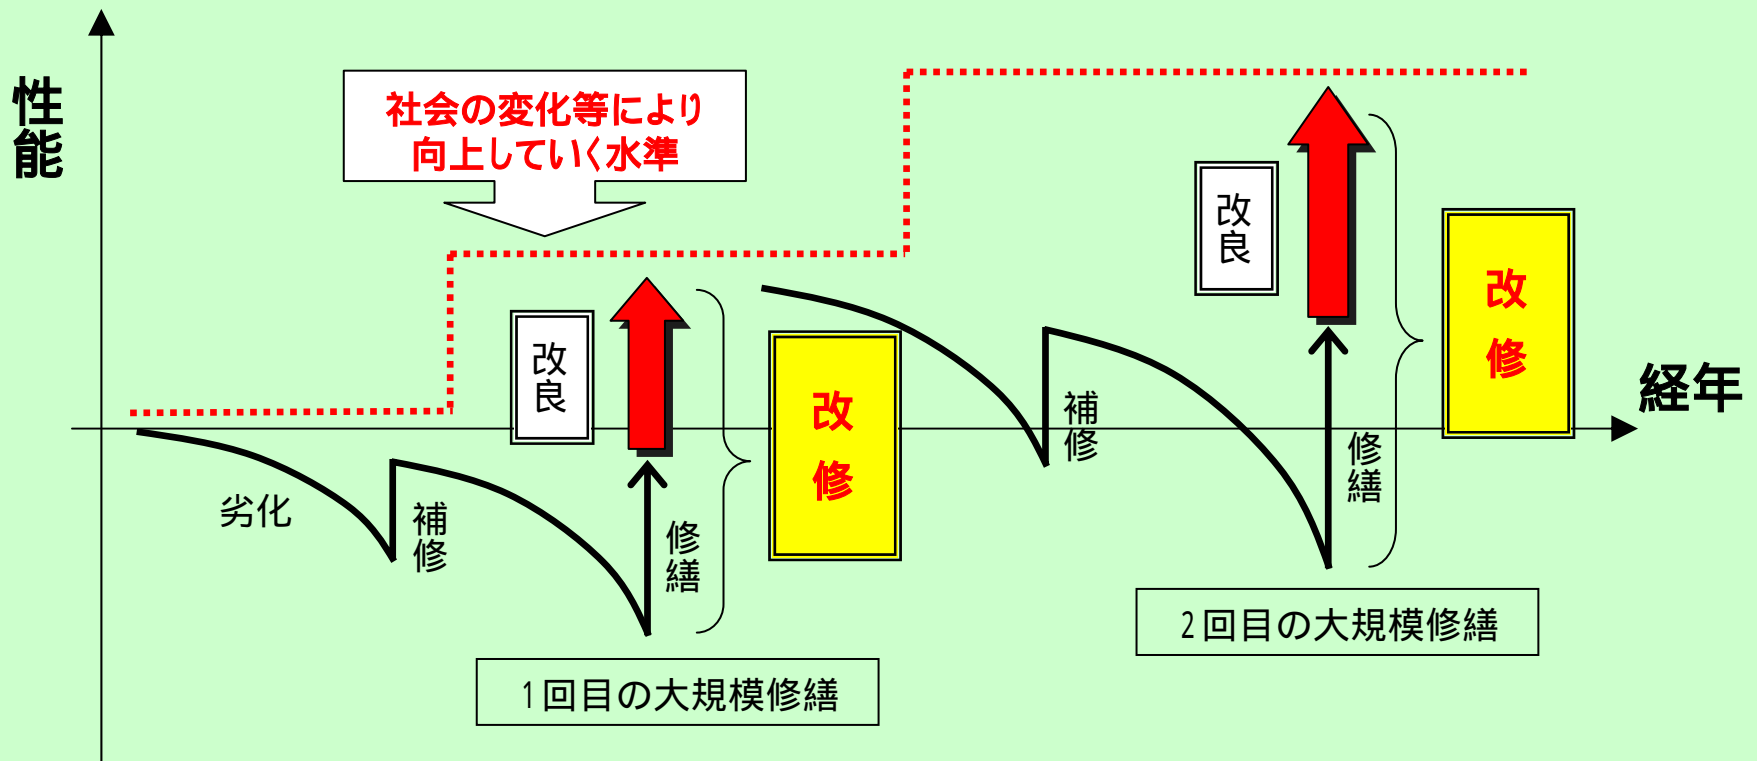 性能
社会の変化等により
向上していく水準
改良
改修
劣化
補修
修繕
1回目の大規模修繕
補修
改良
改修
修繕
2回目の大規模修繕
経年